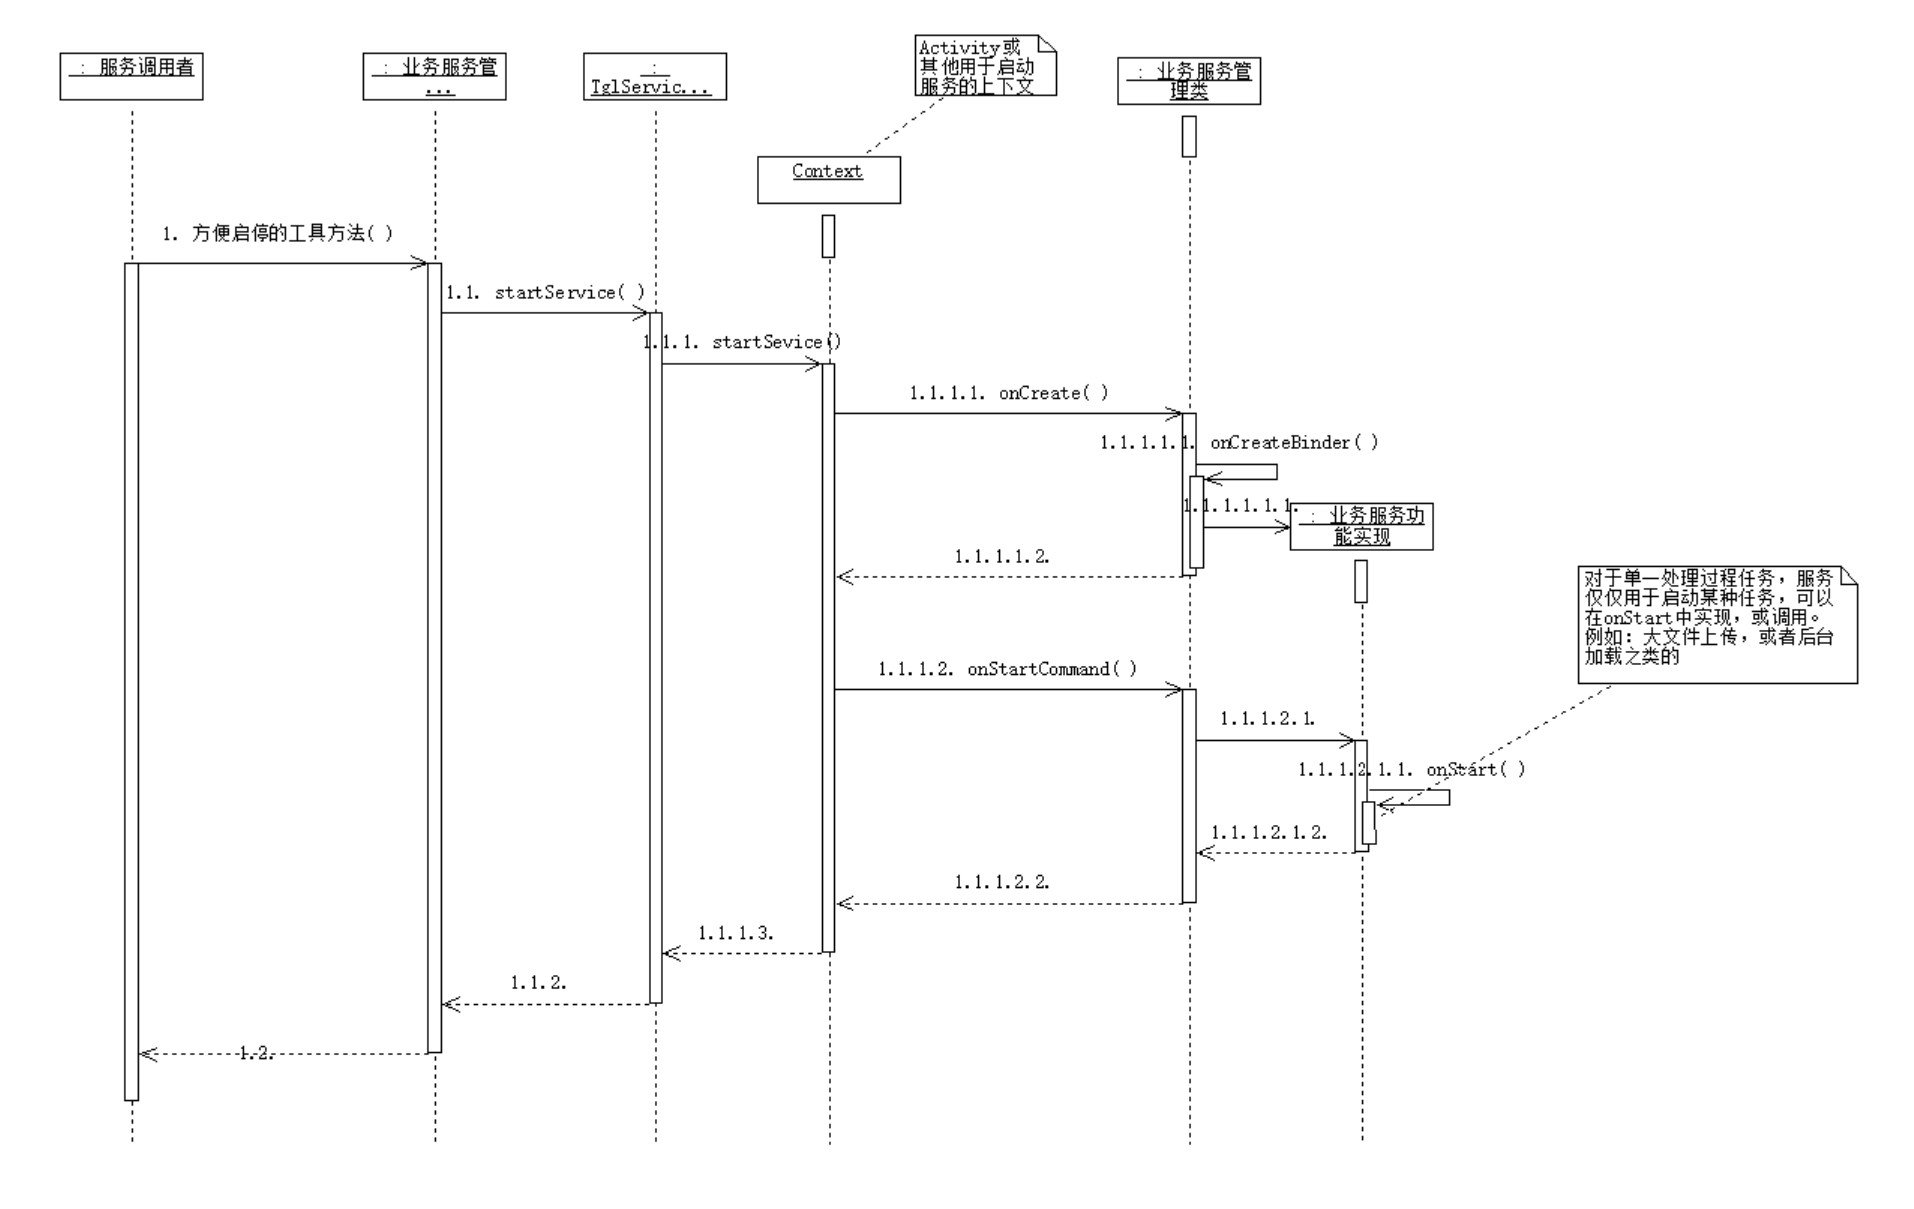 : 服务调用者
: 业务服务管
...
:
TglServic...
Activity或
其他用于启动
服务的上下文
: 业务服务管
理类
Context
1. 方便启停的工具方法( )
1.1. startService( )
1.1.1. startSevice()
1.1.1.1. onCreate( )
1.1.1.1.1. onCreateBinder( )
1.1.1.1.1.1.
: 业务服务功
能实现
1.1.1.1.2.
对于单一处理过程任务，服务
仅仅用于启动某种任务，可以
在onStart中实现，或调用。
例如：大文件上传，或者后台
加载之类的
1.1.1.2. onStartCommand( )
1.1.1.2.1.
1.1.1.2.1.1. onStart( )
1.1.1.2.1.2.
1.1.1.2.2.
1.1.1.3.
1.1.2.
1.2.